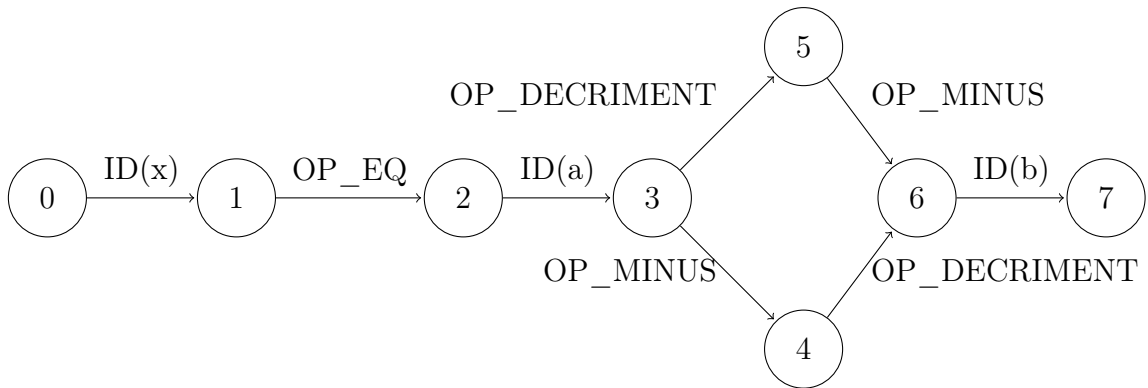 5
OP_DECRIMENT
OP_MINUS
0
ID(x)
1
OP_EQ
2
ID(a)
3
6
ID(b)
7
OP_MINUS
OP_DECRIMENT
4